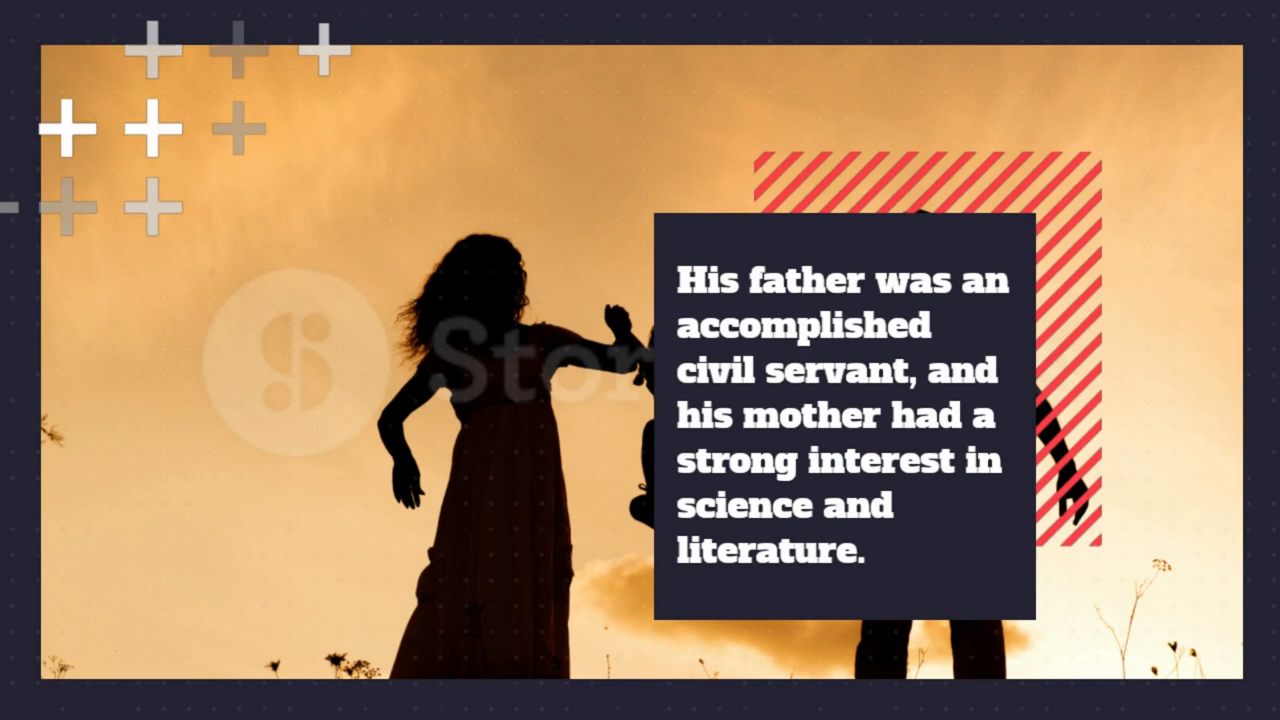 His father was an
accomplished
civil servant, and
his mother had a
strong interest in
science and
literature.